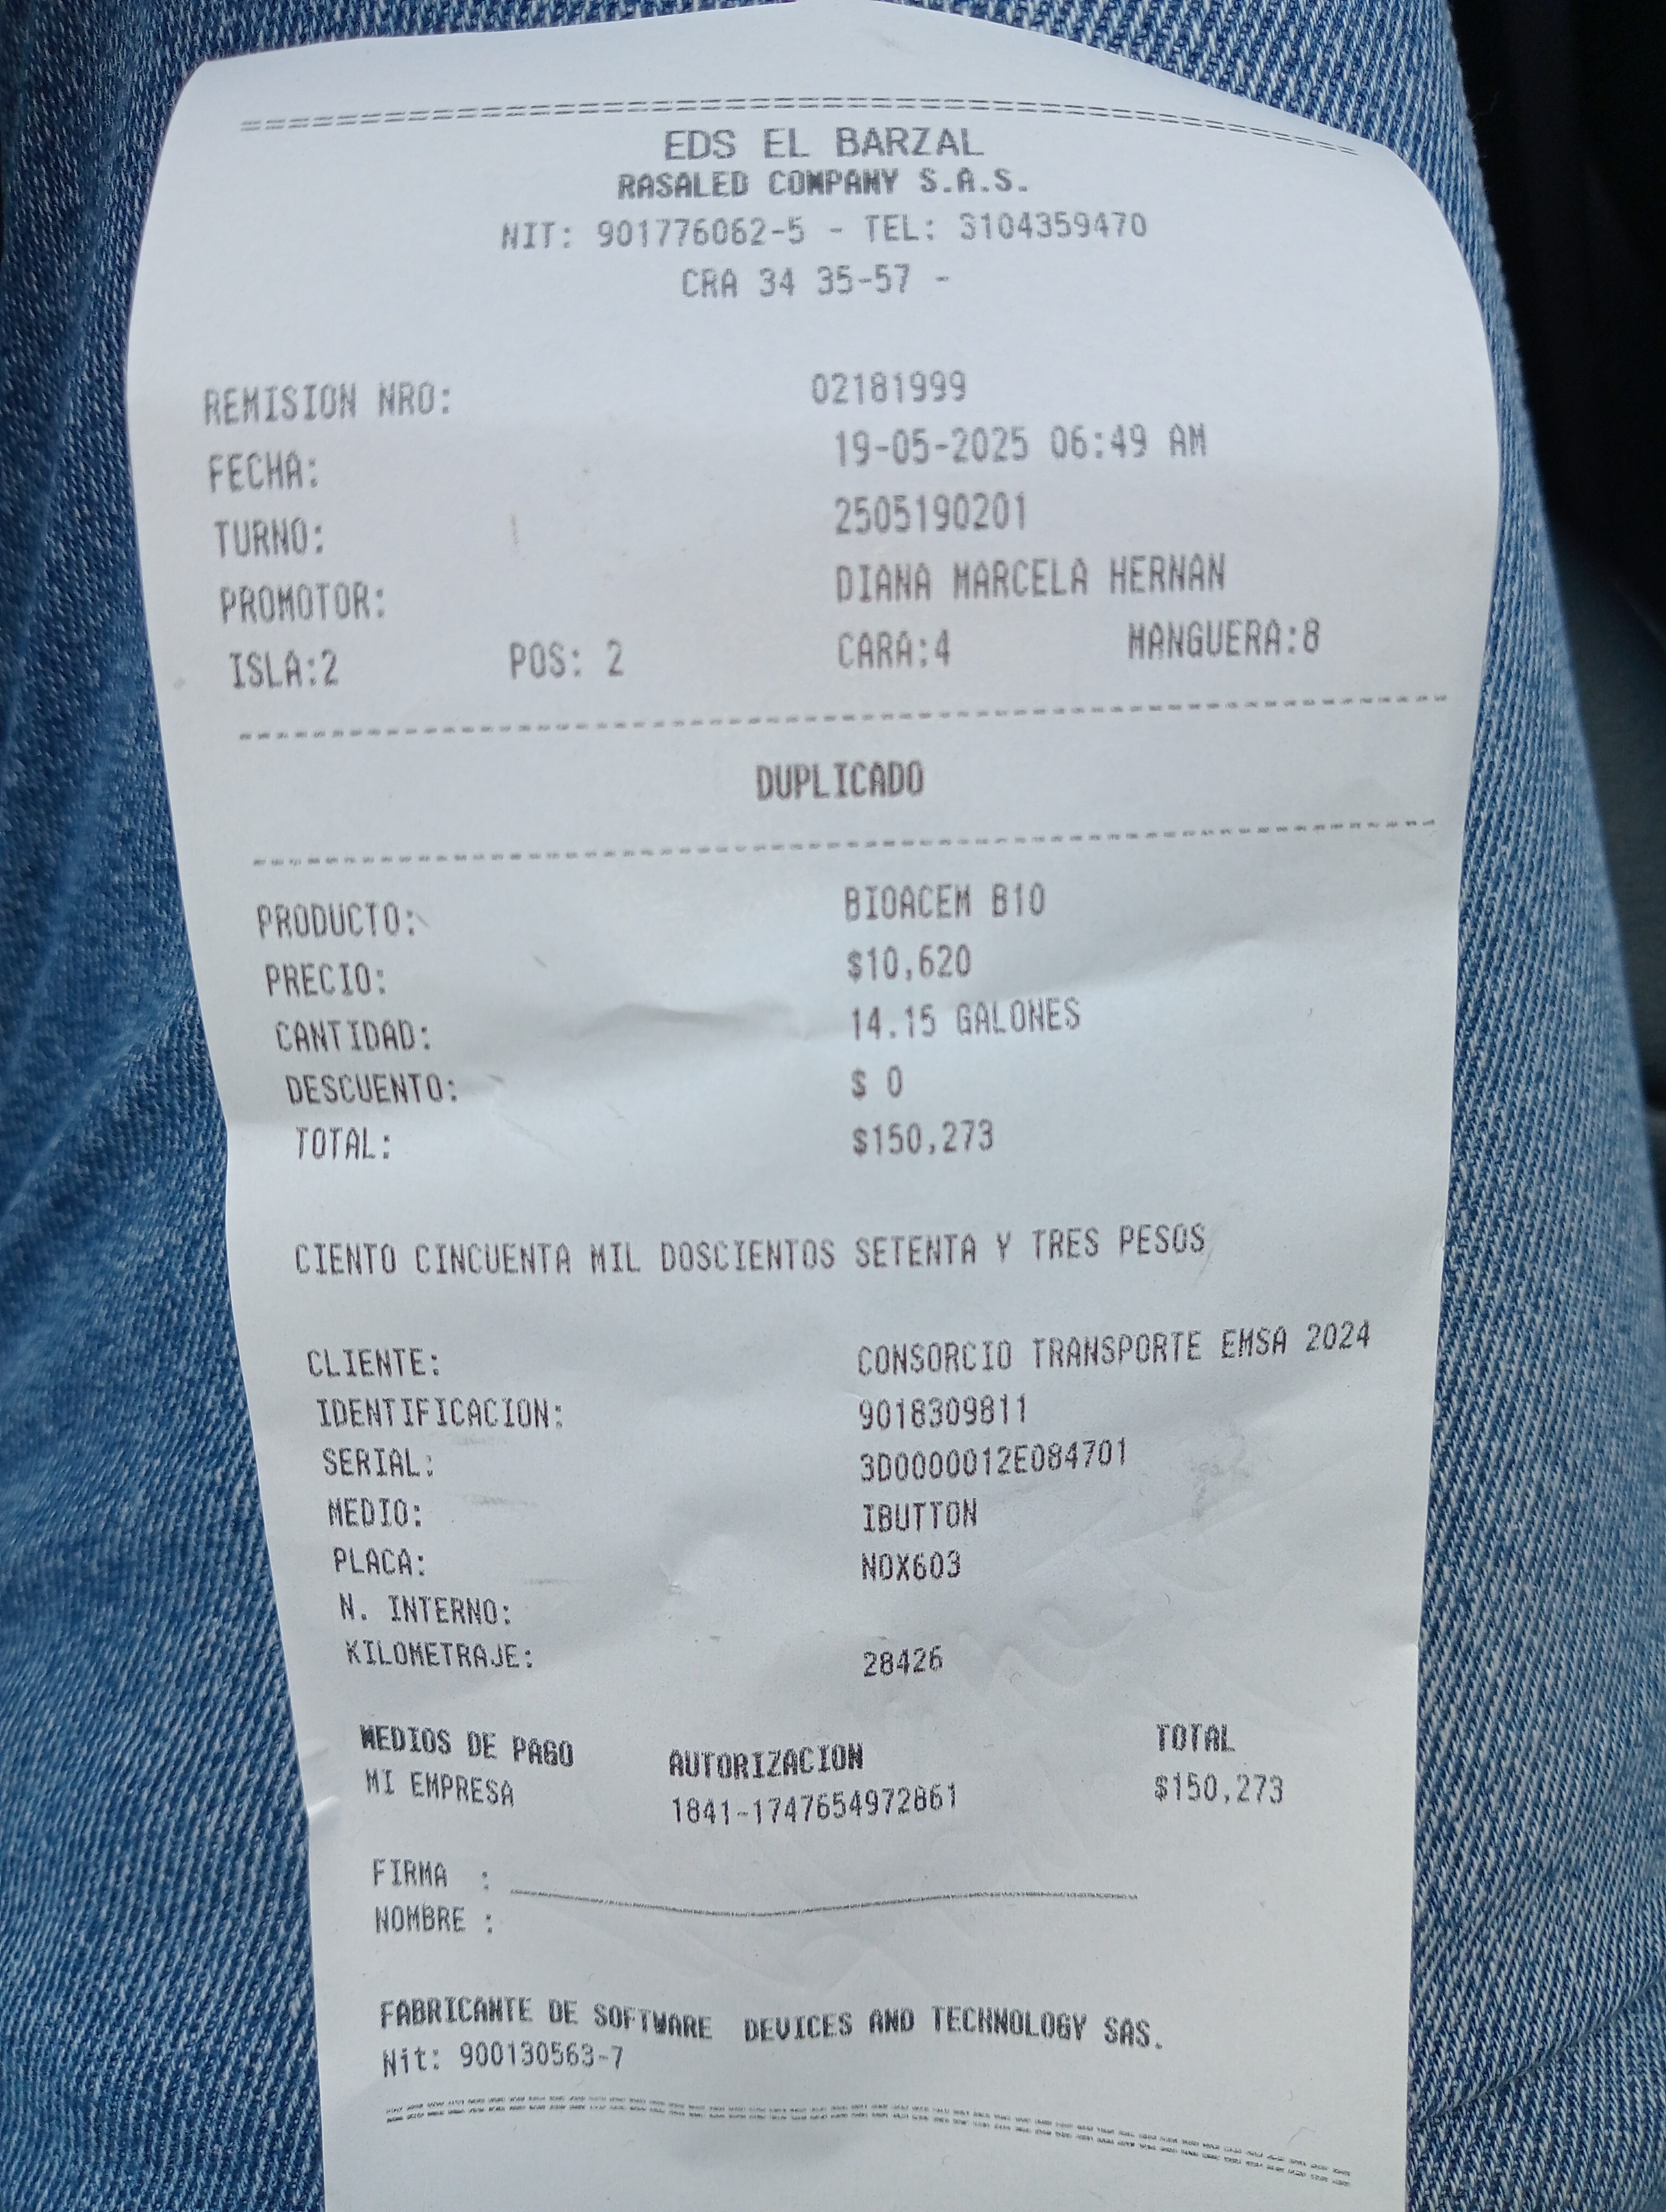 EDS EL BARZAL
RASALED COMPANY S.A.S.
NIT: 901776062-5 - TEL: 3104359470
CRA 34 35-57 -
REMISION NRO: 02181999
FECHA: 19-05-2025 06:49 AM
TURNO: 2505190201
PROMOTOR: DIANA MARCELA HERNAN
ISLA:2 POS: 2 CARA:4 MANGUERA:8
DUPLICADO
PRODUCTO: BIOACEM B10
PRECIO: $10,620
CANTIDAD: 14.15 GALONES
DESCUENTO: $ 0
TOTAL: $150,273
CIENTO CINCUENTA MIL DOSCIENTOS SETENTA Y TRES PESOS
CLIENTE: CONSORCIO TRANSPORTE EMSA 2024
IDENTIFICACION: 9018309811
SERIAL: 3D0000012E084701
MEDIO: IBUTTON
PLACA: NOX603
N. INTERNO:
KILOMETRAJE: 28426
MEDIOS DE PAGO AUTORIZACION TOTAL
MI EMPRESA 1841-1747654972861 $150,273
FIRMA :
NOMBRE :
FABRICANTE DE SOFTWARE DEVICES AND TECHNOLOGY SAS.
Nit: 900130563-7